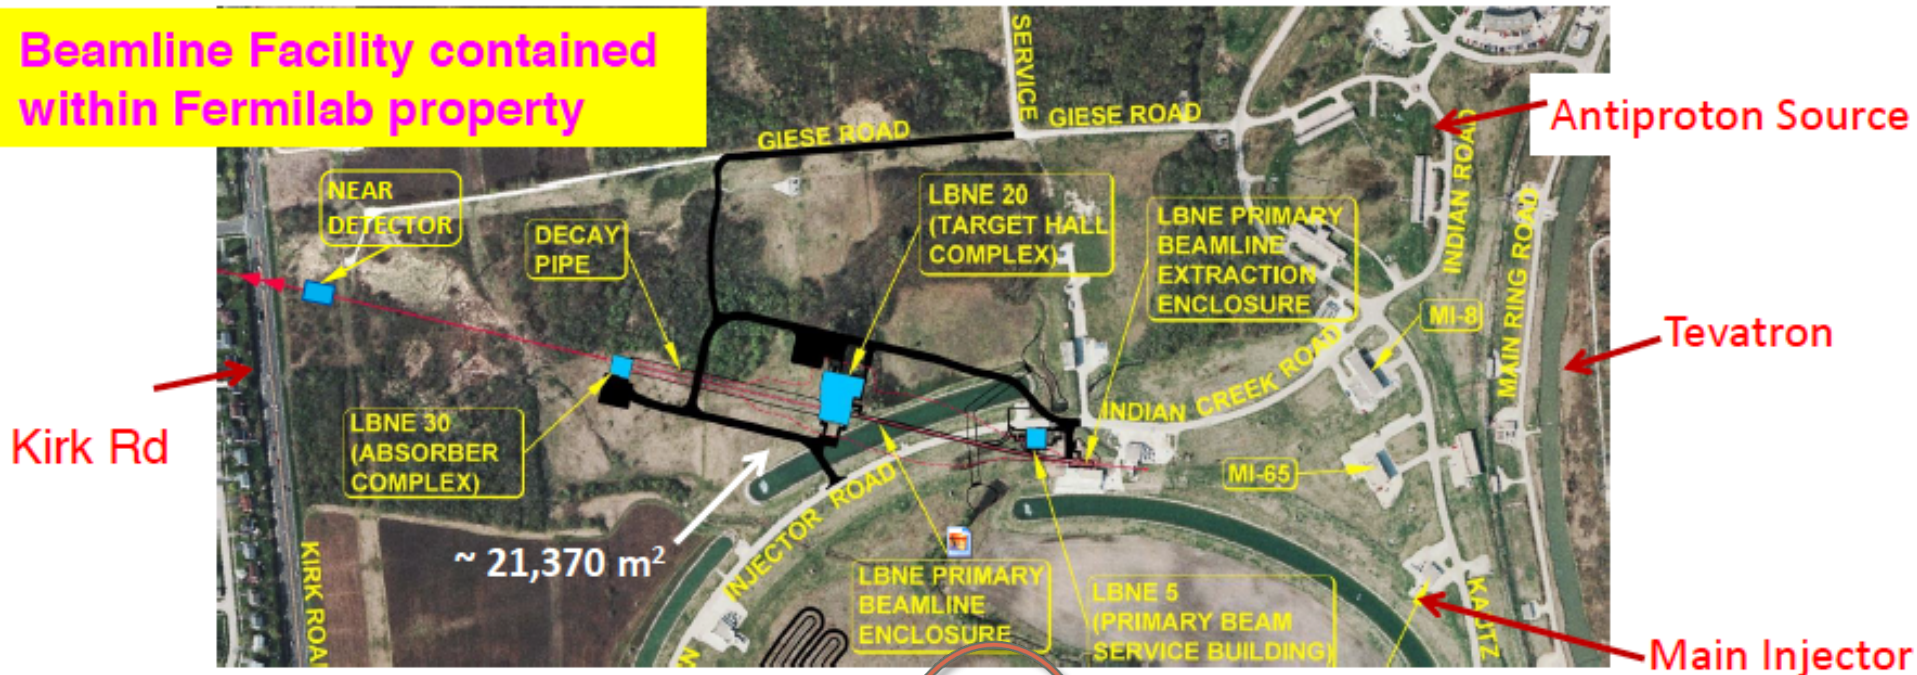 Beamline Facility contained
within Fermilab property
SERVICE
GIESE ROAD
GIESE ROAD
INDIAN ROAD
Antiproton Source
NEAR
DETECTOR
DECAY
PIPE
LBNE 20
(TARGET HALL
COMPLEX)
LBNE PRIMARY
BEAMLINE
EXTRACTION
ENCLOSURE
MAIN RING ROAD
MI-8
Tevatron
Kirk Rd
LBNE 30
(ABSORBER
COMPLEX)
INDIAN CREEK ROAD
MI-65
~ 21,370 m²
INJECTOR ROAD
KIRK ROAD
LBNE PRIMARY
BEAMLINE
ENCLOSURE
LBNE 5
(PRIMARY BEAM
SERVICE BUILDING)
KAUTZ
Main Injector